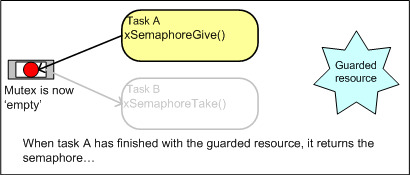 Task A
xSemaphoreGive()
Guarded
resource
Mutex is now
'empty'
Task B
xSemaphoreTake()
When task A has finished with the guarded resource, it returns the
semaphore…